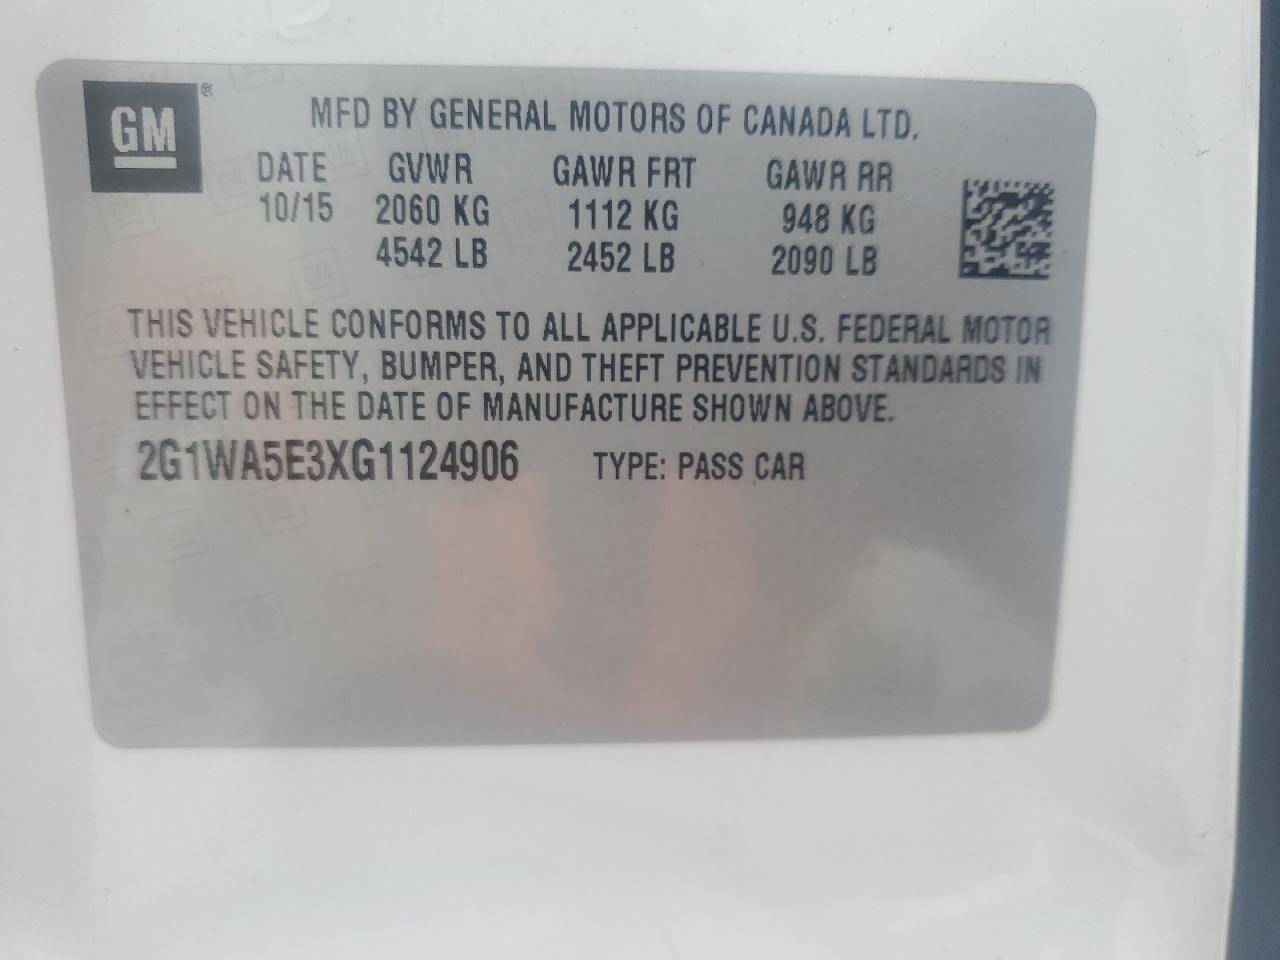 GM®
MFD BY GENERAL MOTORS OF CANADA LTD.
DATE GVWR GAWR FRT GAWR RR
10/15 2060 KG 1112 KG 948 KG
4542 LB 2452 LB 2090 LB
THIS VEHICLE CONFORMS TO ALL APPLICABLE U.S. FEDERAL MOTOR
VEHICLE SAFETY, BUMPER, AND THEFT PREVENTION STANDARDS IN
EFFECT ON THE DATE OF MANUFACTURE SHOWN ABOVE.
2G1WA5E3XG1124906 TYPE: PASS CAR